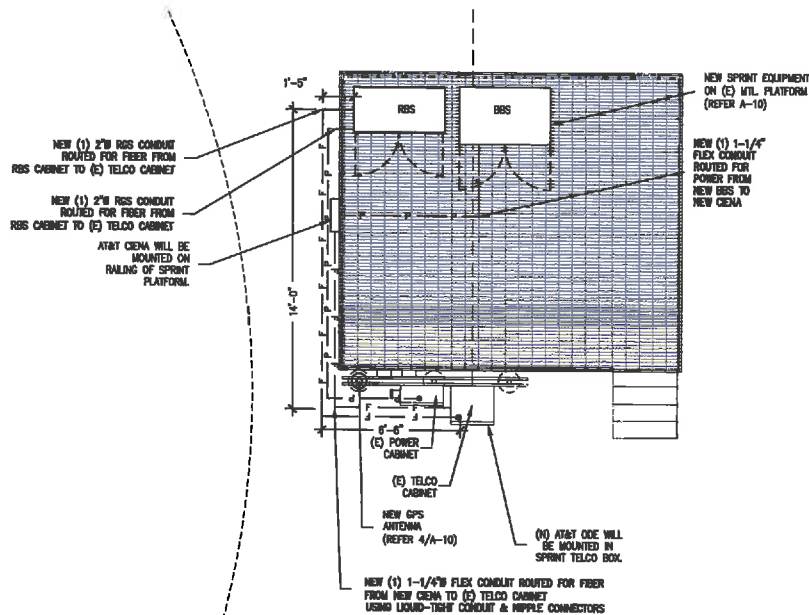 1'-5"
RBS
BBS
NEW SPRINT EQUIPMENT
ON (E) MTL PLATFORM
(REFER A-10)
NEW (1) 2"Ø RGS CONDUIT
ROUTED FOR FIBER FROM
RBS CABINET TO (E) TELCO CABINET
NEW (1) 2"Ø RGS CONDUIT
ROUTED FOR FIBER FROM
RBS CABINET TO (E) TELCO CABINET
AT&T CIENA WILL BE
MOUNTED ON
RAILING OF SPRINT
PLATFORM.
NEW (1) 1-1/4"
FLEX CONDUIT
ROUTED FOR
POWER FROM
NEW BBS TO
NEW CIENA
14'-0"
F
P
6'-6"
(E) POWER
CABINET
(E) TELCO
CABINET
NEW GPS
ANTENNA
(REFER 4/A-10)
(N) AT&T ODE WILL
BE MOUNTED IN
SPRINT TELCO BOX.
NEW (1) 1-1/4"Ø FLEX CONDUIT ROUTED FOR FIBER
FROM NEW CIENA TO (E) TELCO CABINET
USING LIQUID-TIGHT CONDUIT & NIPPLE CONNECTORS